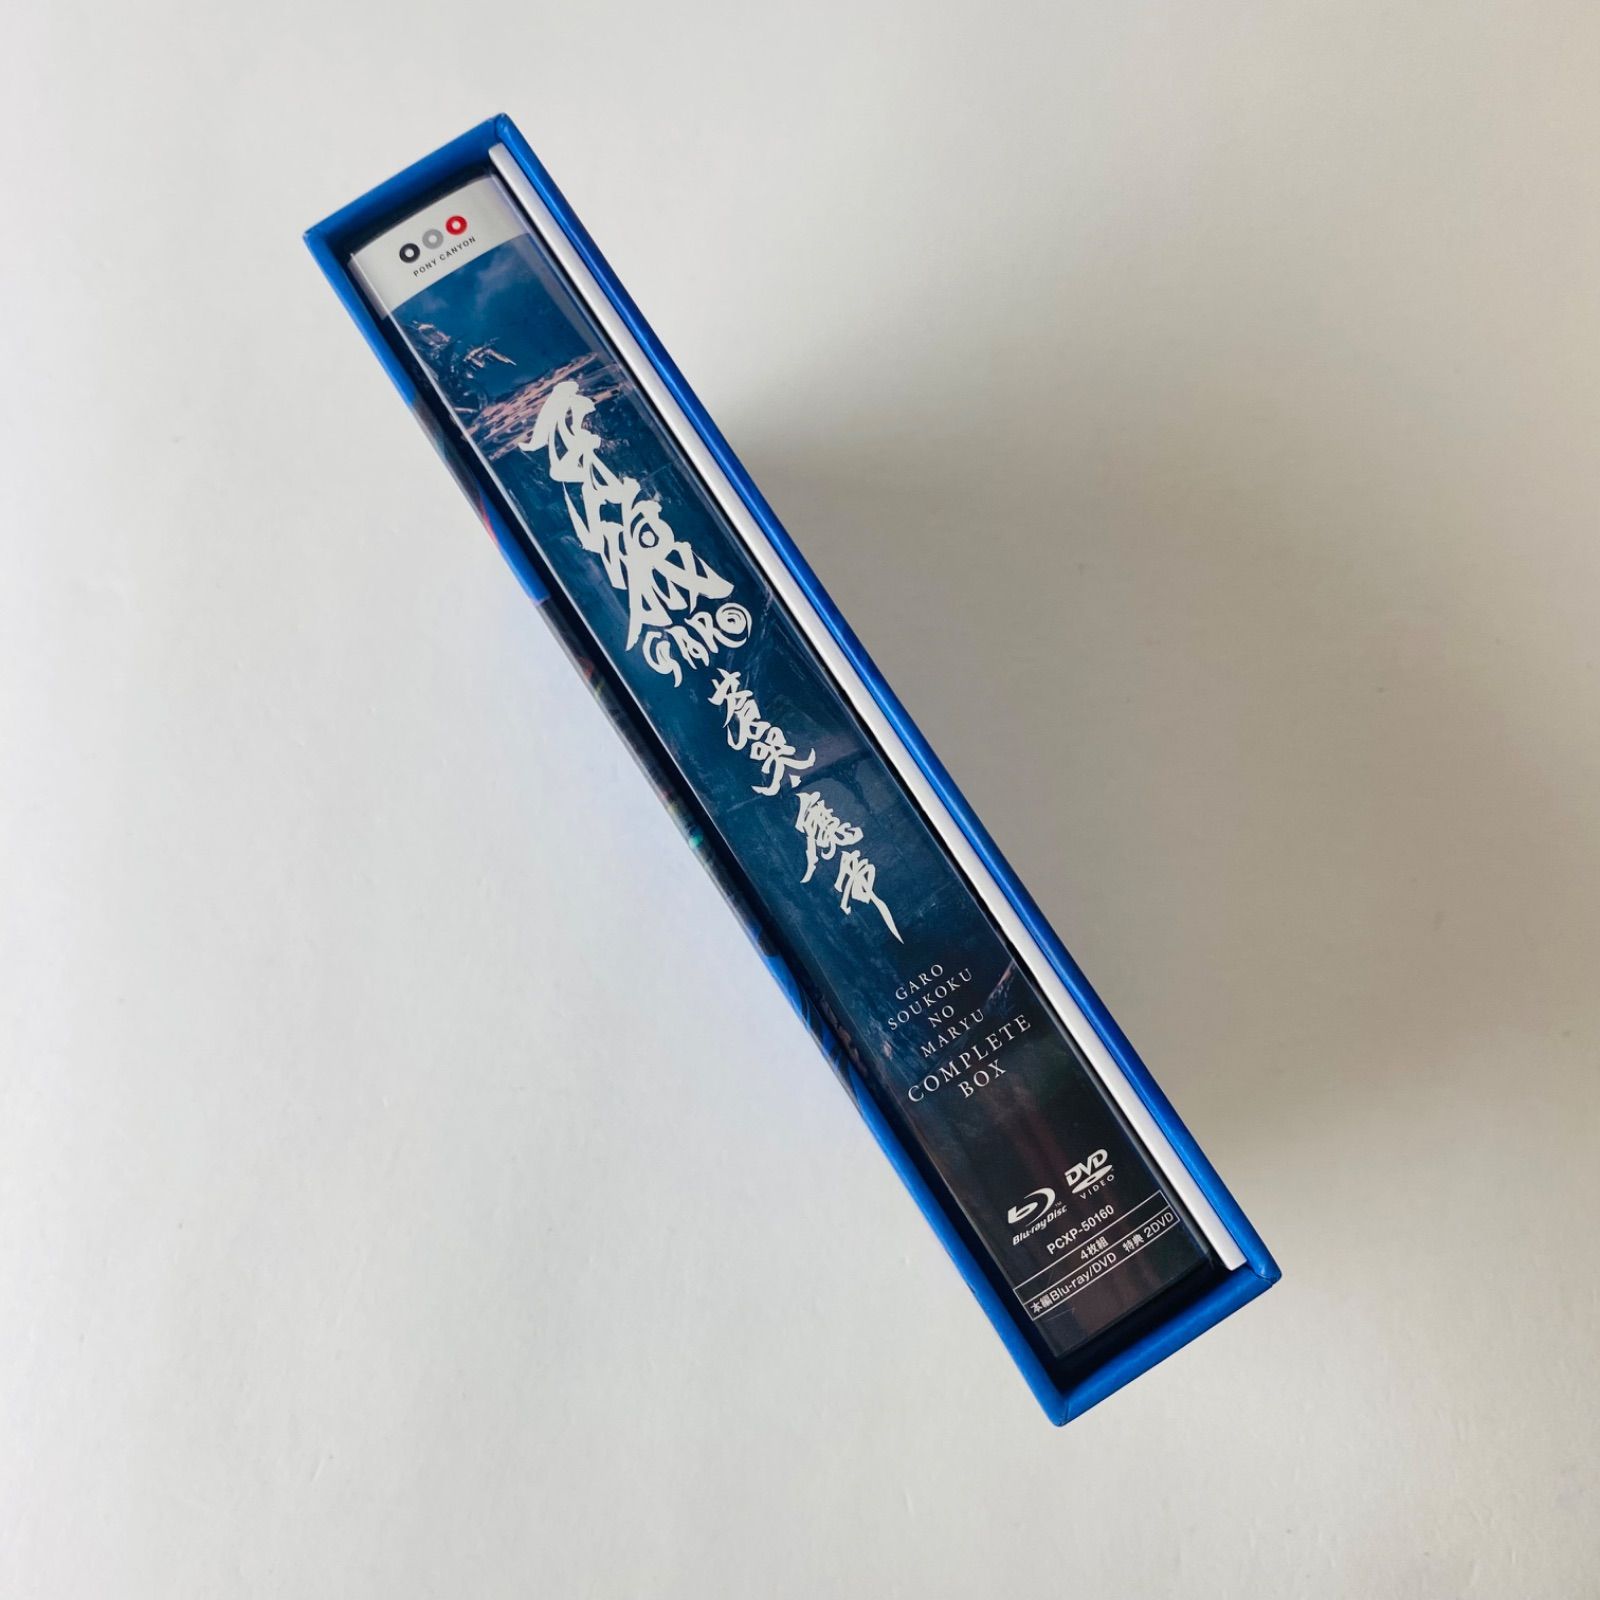 PONY CANYON
牙狼
GARO
蒼哭ノ魔竜
GARO
SOUKOKU
NO
MARYU
COMPLETE
BOX
Blu-ray Disc™
DVD
VIDEO
PCXP-50160
4枚組
本編Blu-ray/DVD 特典 2DVD